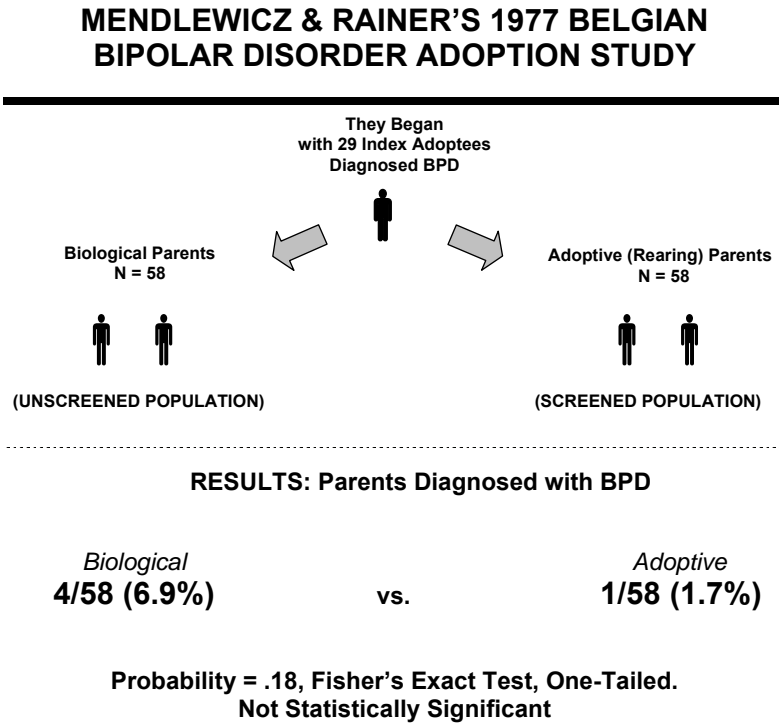 MENDLEWICZ & RAINER’S 1977 BELGIAN
BIPOLAR DISORDER ADOPTION STUDY
They Began
with 29 Index Adoptees
Diagnosed BPD
Biological Parents
N = 58
Adoptive (Rearing) Parents
N = 58
(UNSCREENED POPULATION)
(SCREENED POPULATION)
RESULTS: Parents Diagnosed with BPD
Biological
4/58 (6.9%)
vs.
Adoptive
1/58 (1.7%)
Probability = .18, Fisher’s Exact Test, One-Tailed.
Not Statistically Significant